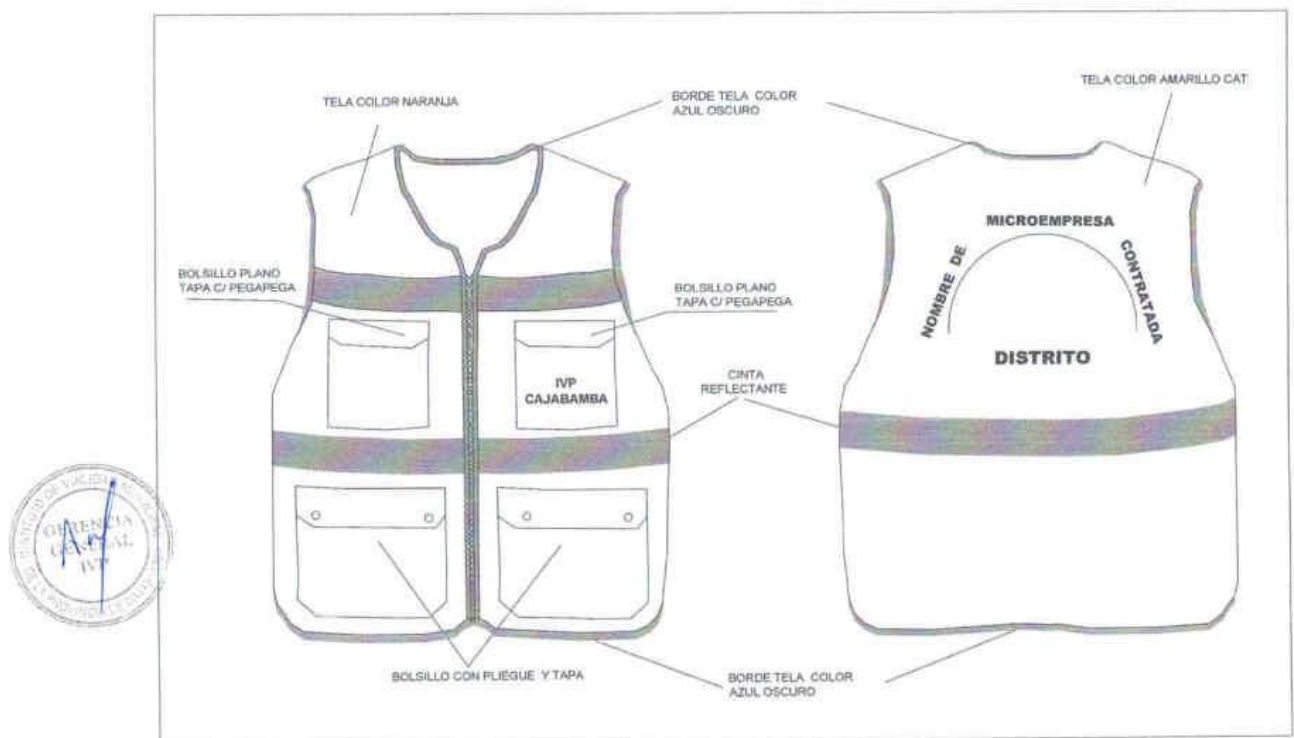 TELA COLOR NARANJA
BORDE TELA COLOR
AZUL OSCURO
TELA COLOR AMARILLO CAT
BOLSILLO PLANO
TAPA C/ PEGAPEGA
BOLSILLO PLANO
TAPA C/ PEGAPEGA
NOMBRE DE MICROEMPRESA CONTRATADA
DISTRITO
IVP
CAJABAMBA
CINTA
REFLECTANTE
GERENCIA
GENERAL
IVP
BOLSILLO CON PLIEGUE Y TAPA
BORDE TELA COLOR
AZUL OSCURO